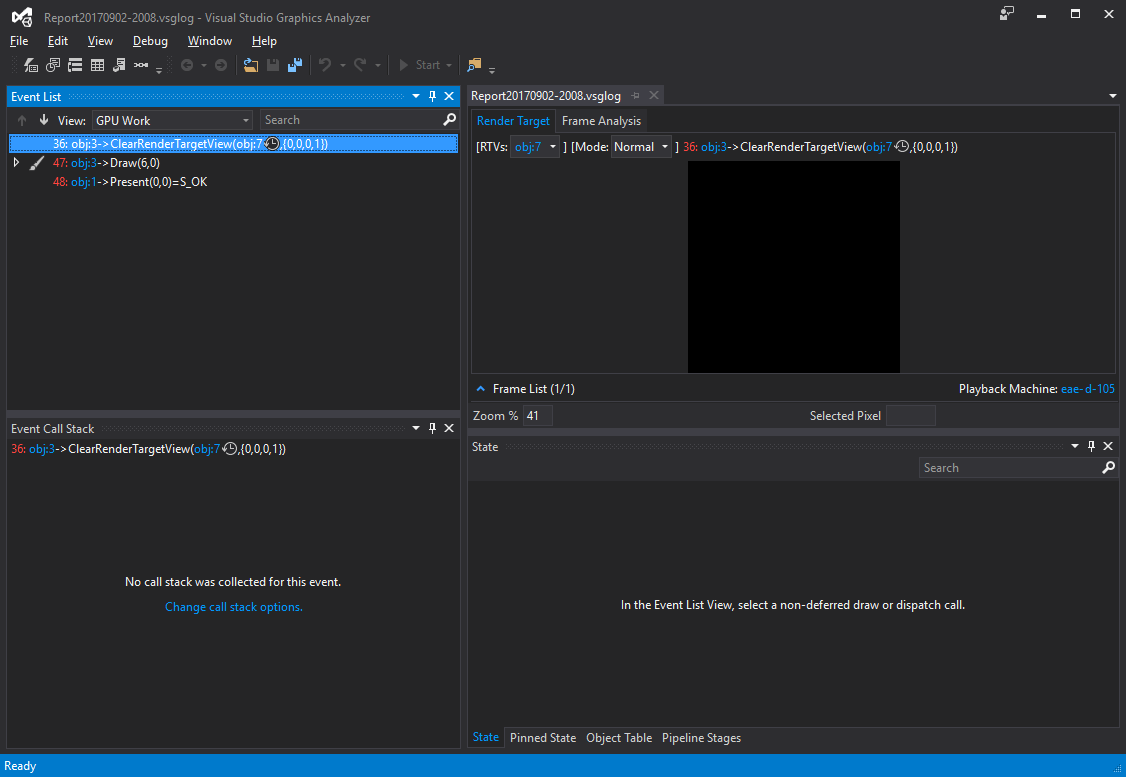 Report20170902-2008.vsglog - Visual Studio Graphics Analyzer
File Edit View Debug Window Help
Start
Event List
View: GPU Work Search
36: obj:3->ClearRenderTargetView(obj:7,{0,0,0,1})
47: obj:3->Draw(6,0)
48: obj:1->Present(0,0)=S_OK
Event Call Stack
36: obj:3->ClearRenderTargetView(obj:7,{0,0,0,1})
No call stack was collected for this event.
Change call stack options.
Report20170902-2008.vsglog
Render Target Frame Analysis
[RTVs: obj:7 ] [Mode: Normal ] 36: obj:3->ClearRenderTargetView(obj:7,{0,0,0,1})
Frame List (1/1) Playback Machine: eae-d-105
Zoom % 41 Selected Pixel
State
Search
In the Event List View, select a non-deferred draw or dispatch call.
State Pinned State Object Table Pipeline Stages
Ready